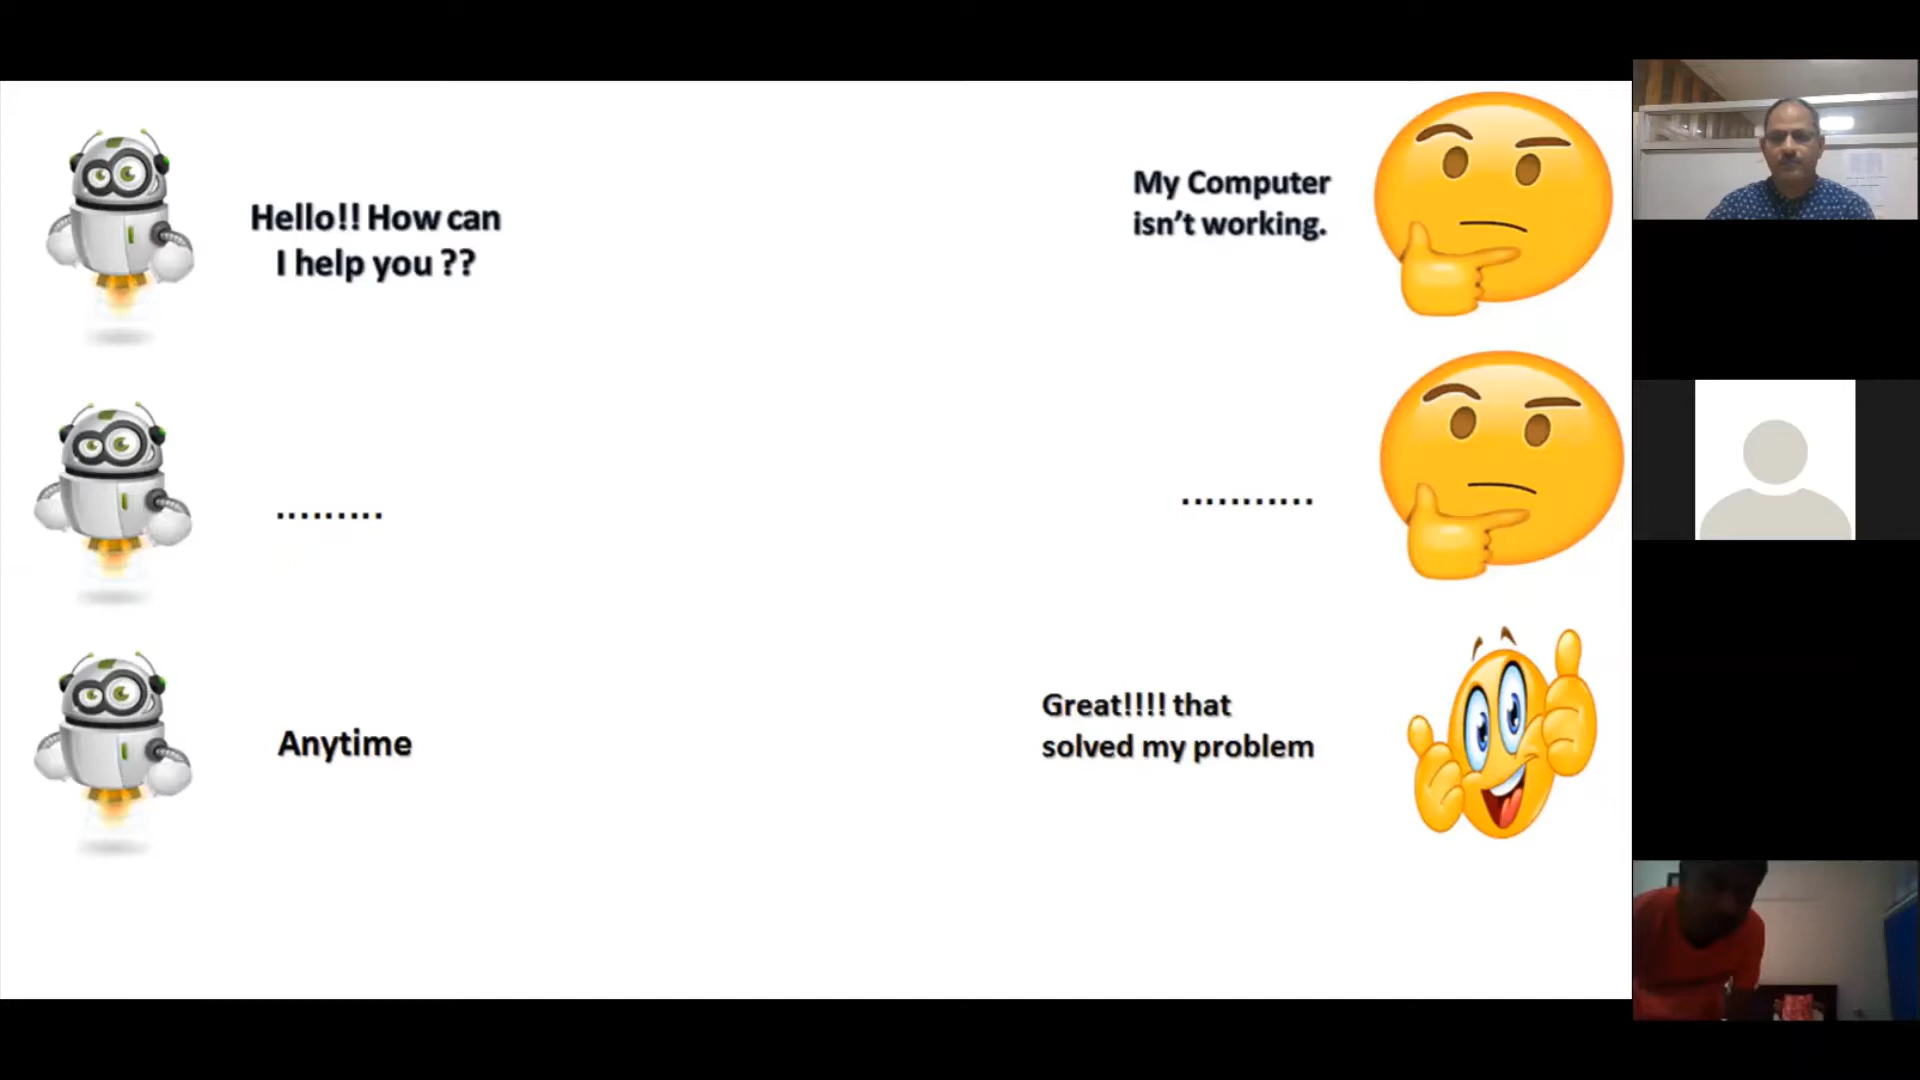 Hello!! How can
I help you ??
My Computer
isn't working.
.........
...........
Anytime
Great!!!! that
solved my problem